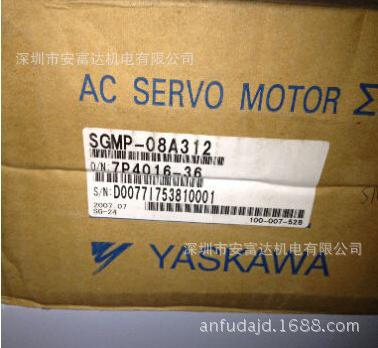 深圳市安富达机电有限公司
AC SERVO MOTOR Σ
SGMP-08A312
O/N: 7P4016-36
S/N: D0077I753810001
2007.07
SG-24
100-007-528
深圳市安富达机电有限公司
YASKAWA
anfudajd.1688.com